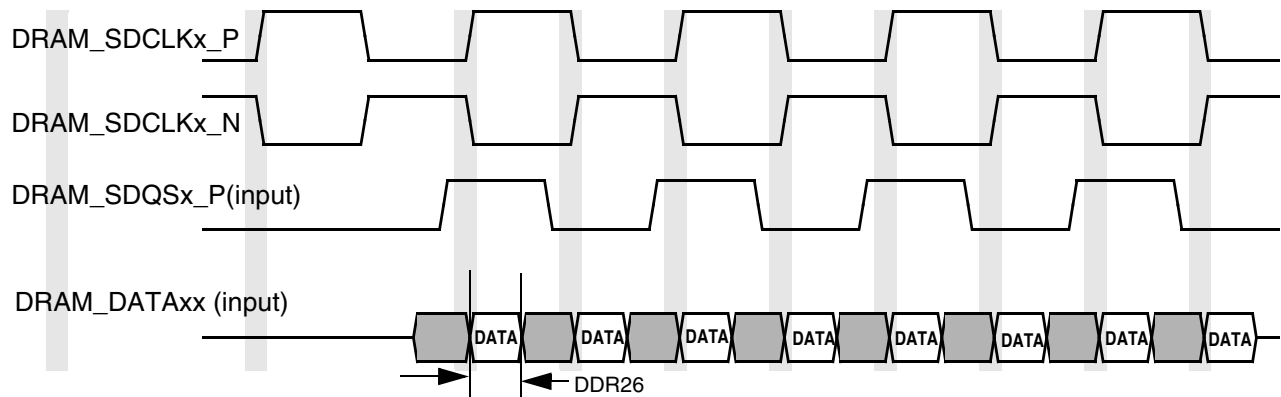 DRAM_SDCLKx_P
DRAM_SDCLKx_N
DRAM_SDQSx_P(input)
DRAM_DATAxx (input)
DATA DATA DATA DATA DATA DATA DATA DATA
DDR26